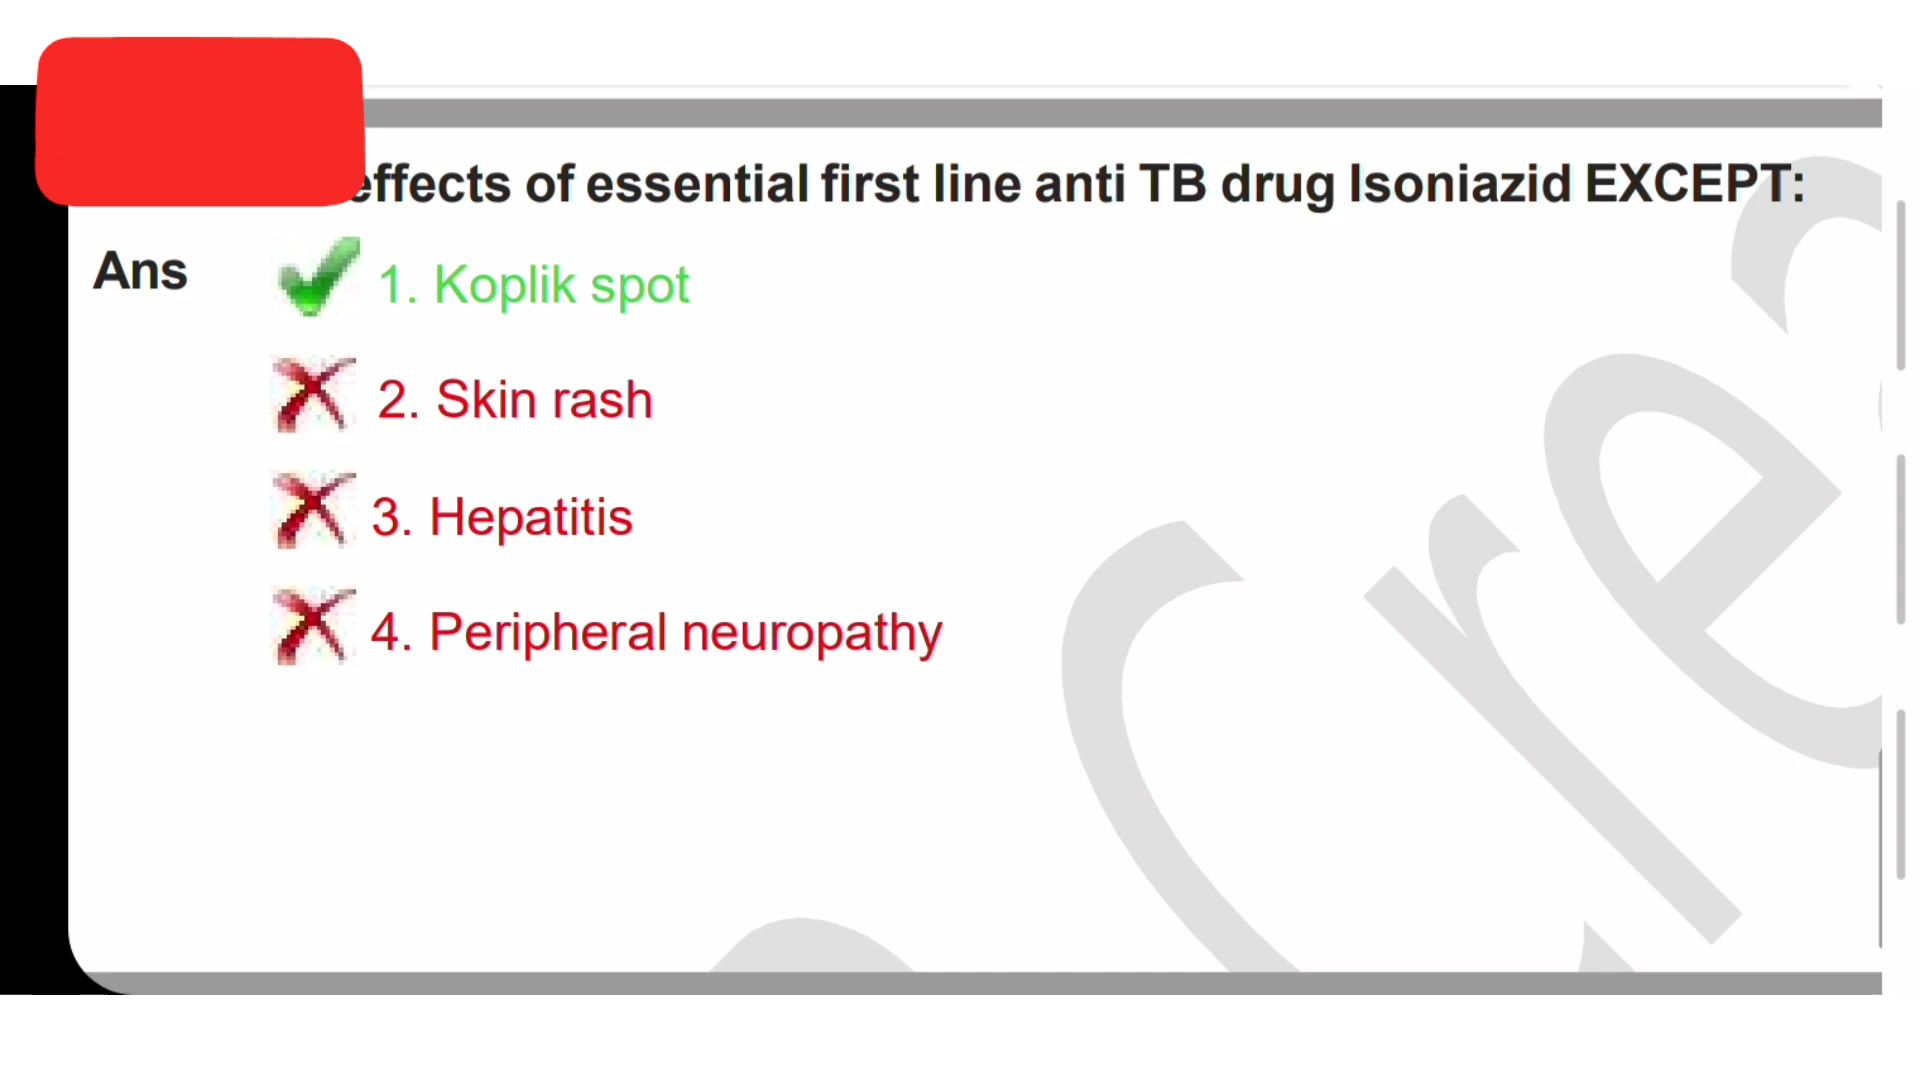 effects of essential first line anti TB drug Isoniazid EXCEPT:
Ans
1. Koplik spot
2. Skin rash
3. Hepatitis
4. Peripheral neuropathy